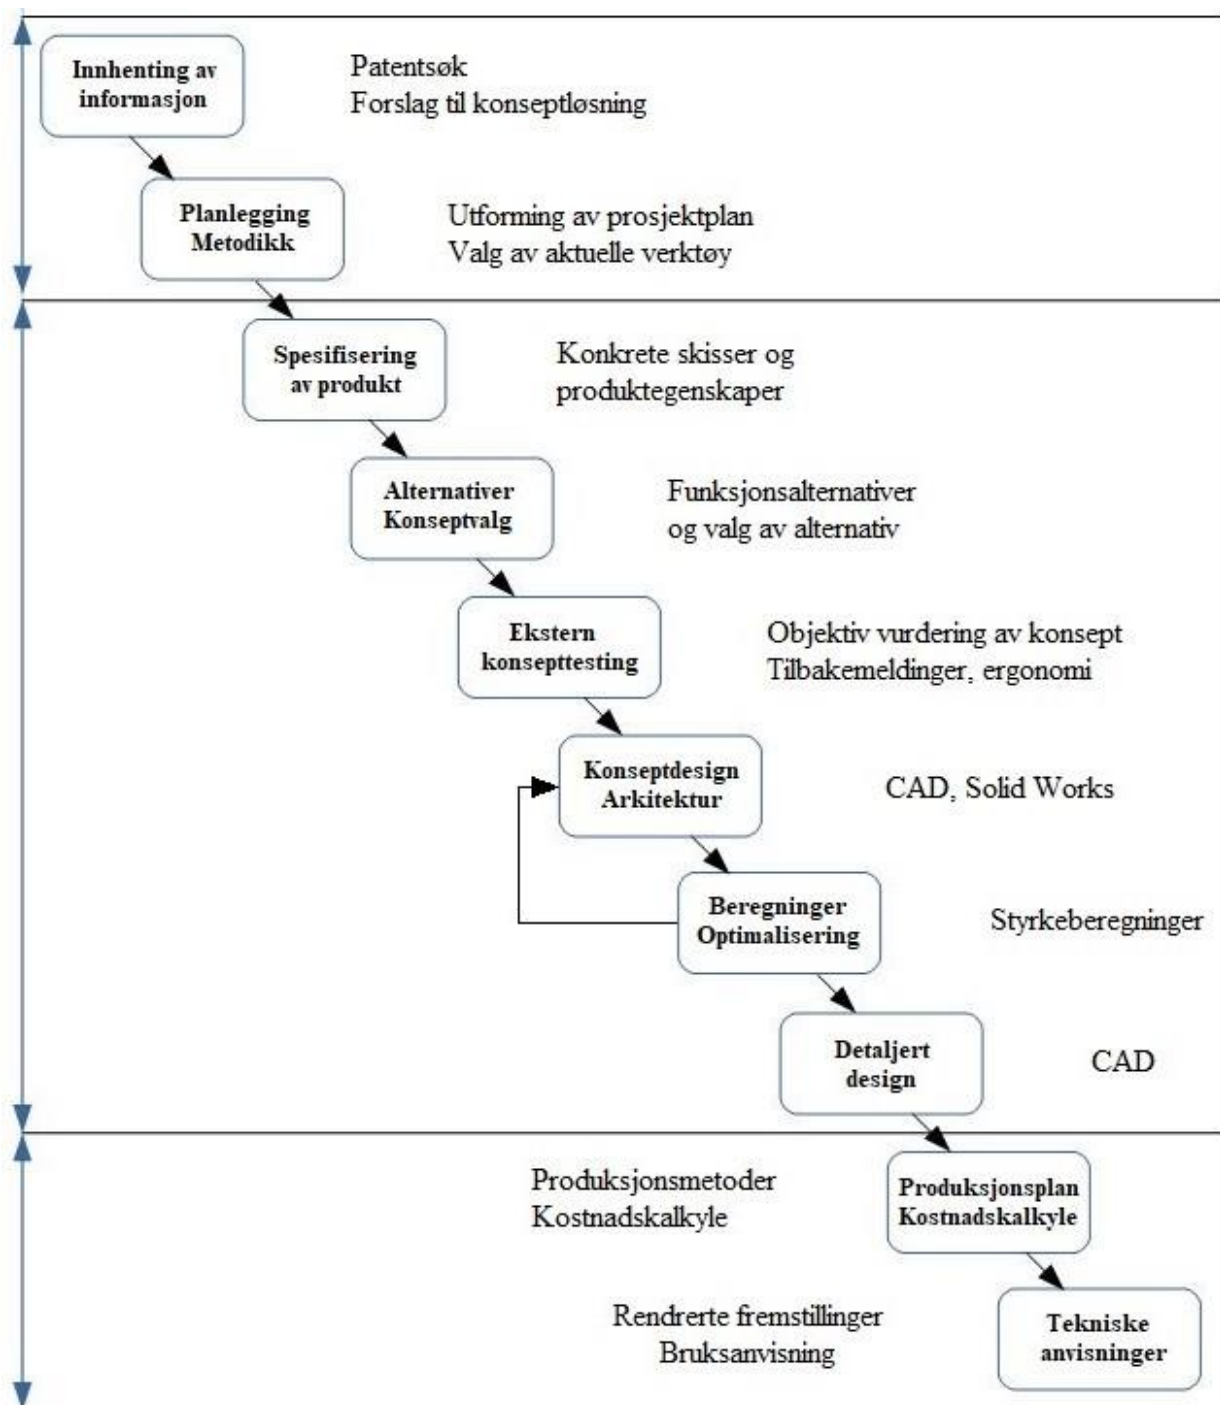 Innhenting av
informasjon
Patentsøk
Forslag til konseptløsning
Planlegging
Metodikk
Utforming av prosjektplan
Valg av aktuelle verktøy
Spesifisering
av produkt
Konkrete skisser og
produktegenskaper
Alternativer
Konseptvalg
Funksjonsalternativer
og valg av alternativ
Ekstern
konsepttesting
Objektiv vurdering av konsept
Tilbakemeldinger, ergonomi
Konseptdesign
Arkitektur
CAD, Solid Works
Beregninger
Optimalisering
Styrkeberegninger
Detaljert
design
CAD
Produksjonsmetoder
Kostnadskalkyle
Produksjonsplan
Kostnadskalkyle
Rendrerte fremstillinger
Bruksanvisning
Tekniske
anvisninger